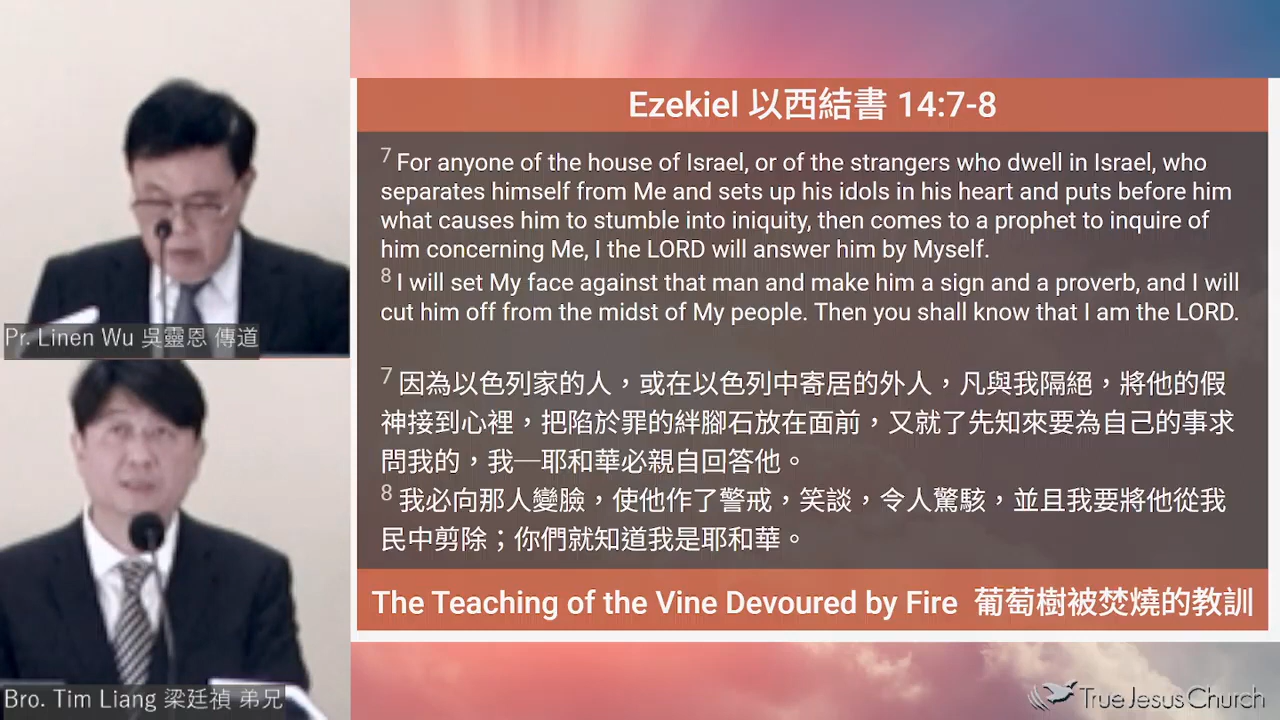 Ezekiel 以西結書 14:7-8
7 For anyone of the house of Israel, or of the strangers who dwell in Israel, who
separates himself from Me and sets up his idols in his heart and puts before him
what causes him to stumble into iniquity, then comes to a prophet to inquire of
him concerning Me, I the LORD will answer him by Myself.
8 I will set My face against that man and make him a sign and a proverb, and I will
cut him off from the midst of My people. Then you shall know that I am the LORD.
7 因為以色列家的人，或在以色列中寄居的外人，凡與我隔絕，將他的假
神接到心裡，把陷於罪的絆腳石放在面前，又就了先知來要為自己的事求
問我的，我─耶和華必親自回答他。
8 我必向那人變臉，使他作了警戒，笑談，令人驚駭，並且我要將他從我
民中剪除；你們就知道我是耶和華。
The Teaching of the Vine Devoured by Fire 葡萄樹被焚燒的教訓
Pr. Linen Wu 吳靈恩 傳道
Bro. Tim Liang 梁廷禎 弟兄
True Jesus Church